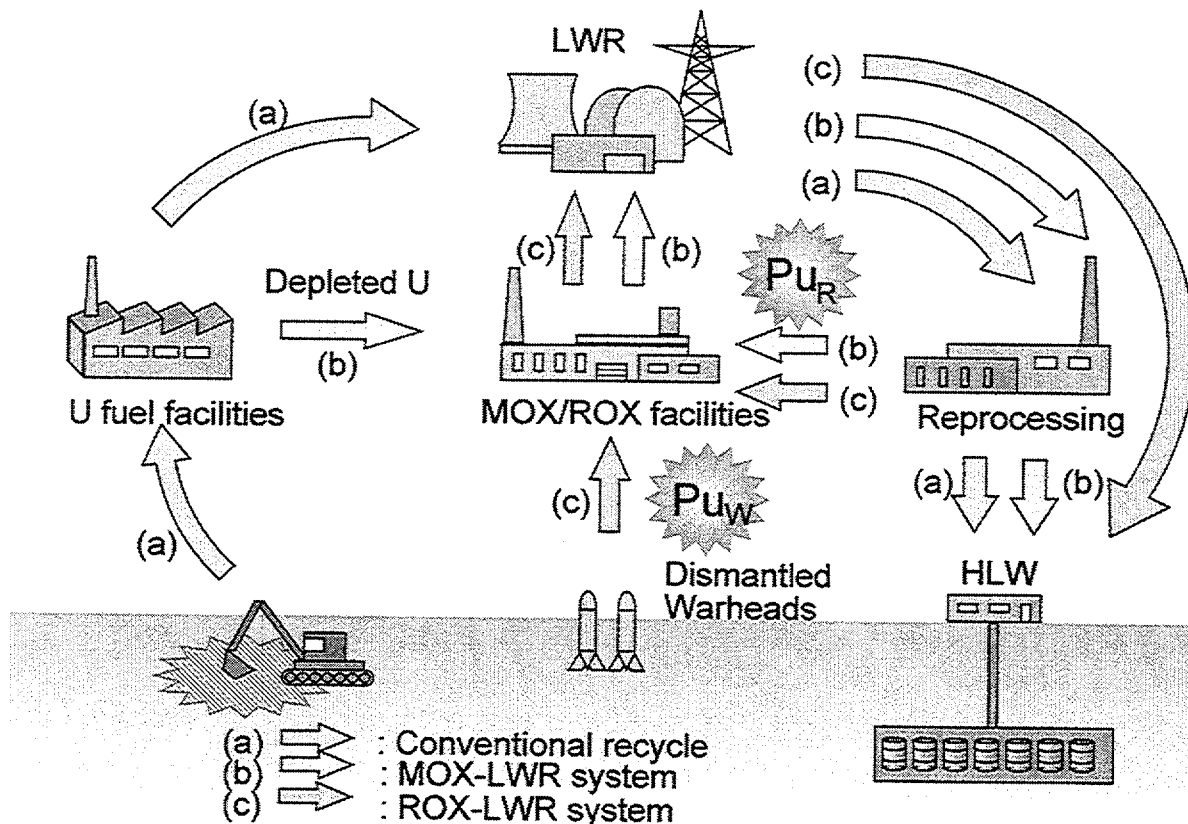 LWR
(a)
(c)
(b)
(a)
(c)
(b)
Pu_R
Depleted U
(b)
(b)
(c)
U fuel facilities
MOX/ROX facilities
Reprocessing
(a)
(c)
Pu_W
(a)
(b)
Dismantled
Warheads
HLW
(a) : Conventional recycle
(b) : MOX-LWR system
(c) : ROX-LWR system